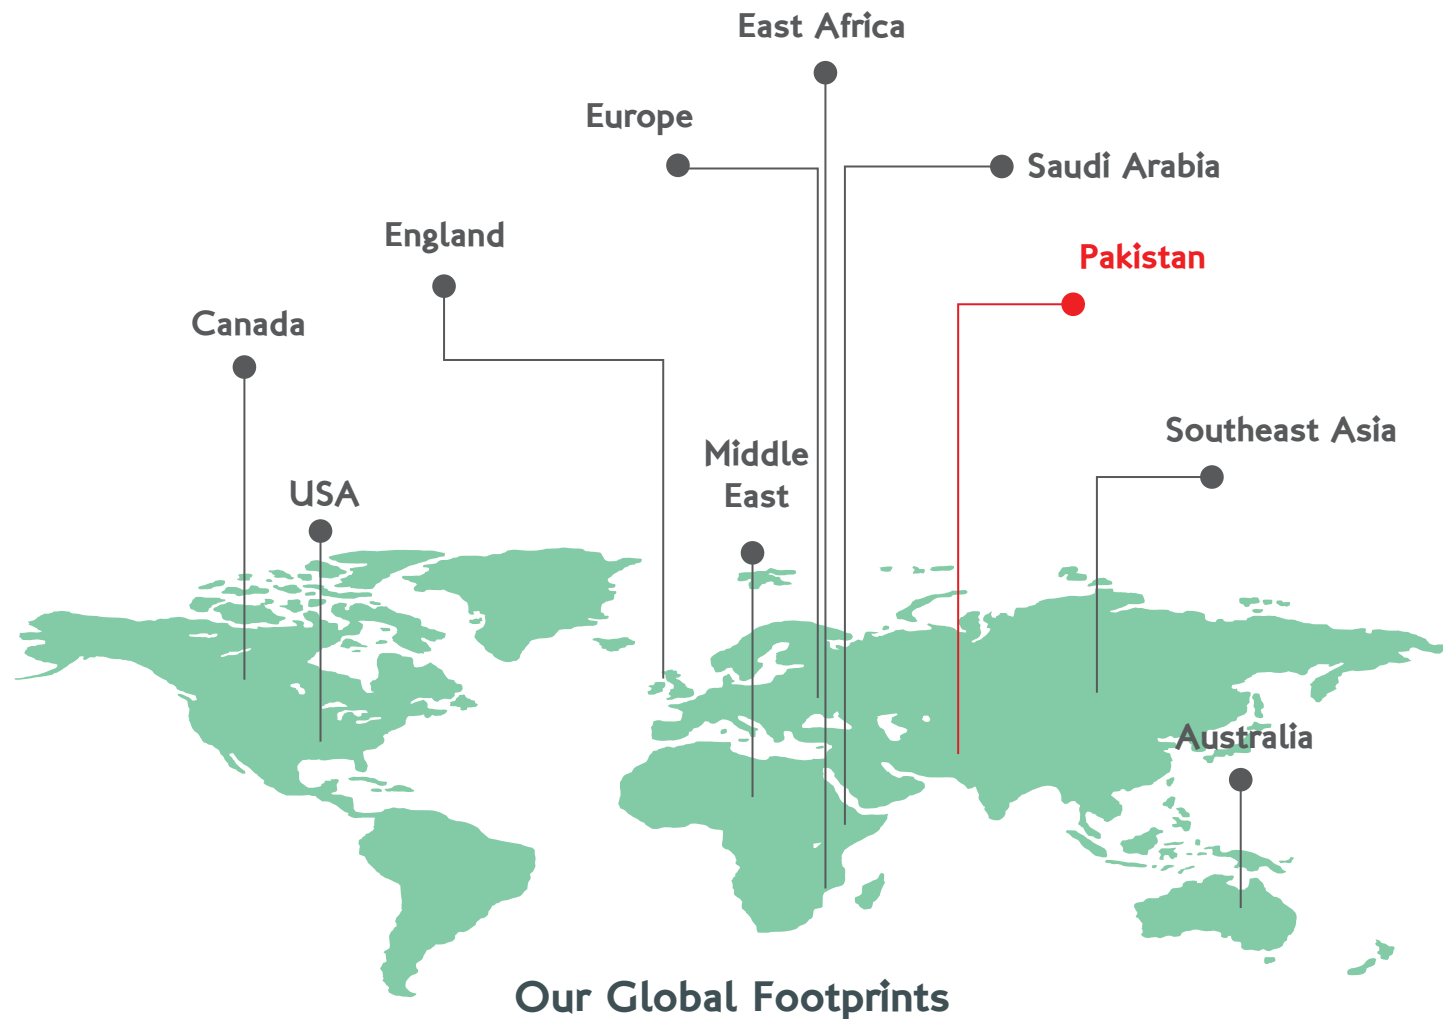 East Africa
Europe
Saudi Arabia
England
Pakistan
Canada
Southeast Asia
Middle
East
USA
Australia
Our Global Footprints